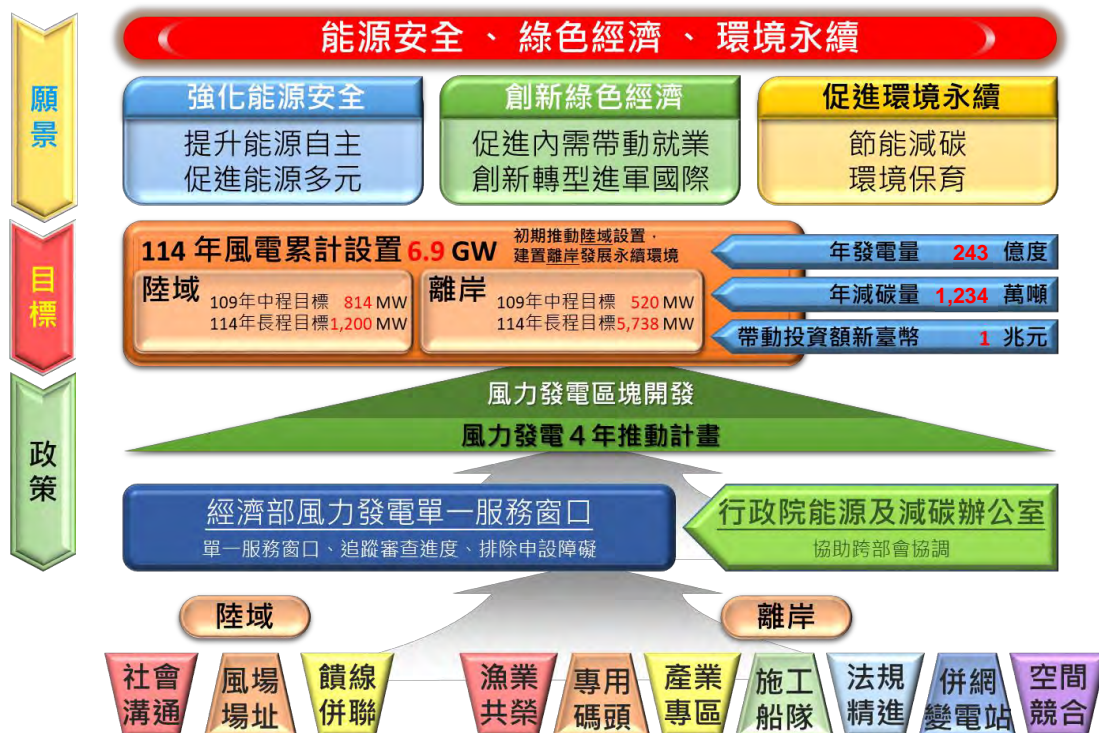 能源安全 、 綠色經濟 、 環境永續
願景
強化能源安全
提升能源自主
促進能源多元
創新綠色經濟
促進內需帶動就業
創新轉型進軍國際
促進環境永續
節能減碳
環境保育
目標
114 年風電累計設置 6.9 GW
初期推動陸域設置，
建置離岸發展永續環境
陸域
109年中程目標 814 MW
114年長程目標1,200 MW
離岸
109年中程目標 520 MW
114年長程目標5,738 MW
年發電量 243 億度
年減碳量 1,234 萬噸
帶動投資額新臺幣 1 兆元
政策
風力發電區塊開發
風力發電４年推動計畫
經濟部風力發電單一服務窗口
單一服務窗口、追蹤審查進度、排除申設障礙
行政院能源及減碳辦公室
協助跨部會協調
陸域
離岸
社會
溝通
風場
場址
饋線
併聯
漁業
共榮
專用
碼頭
產業
專區
施工
船隊
法規
精進
併網
變電站
空間
競合